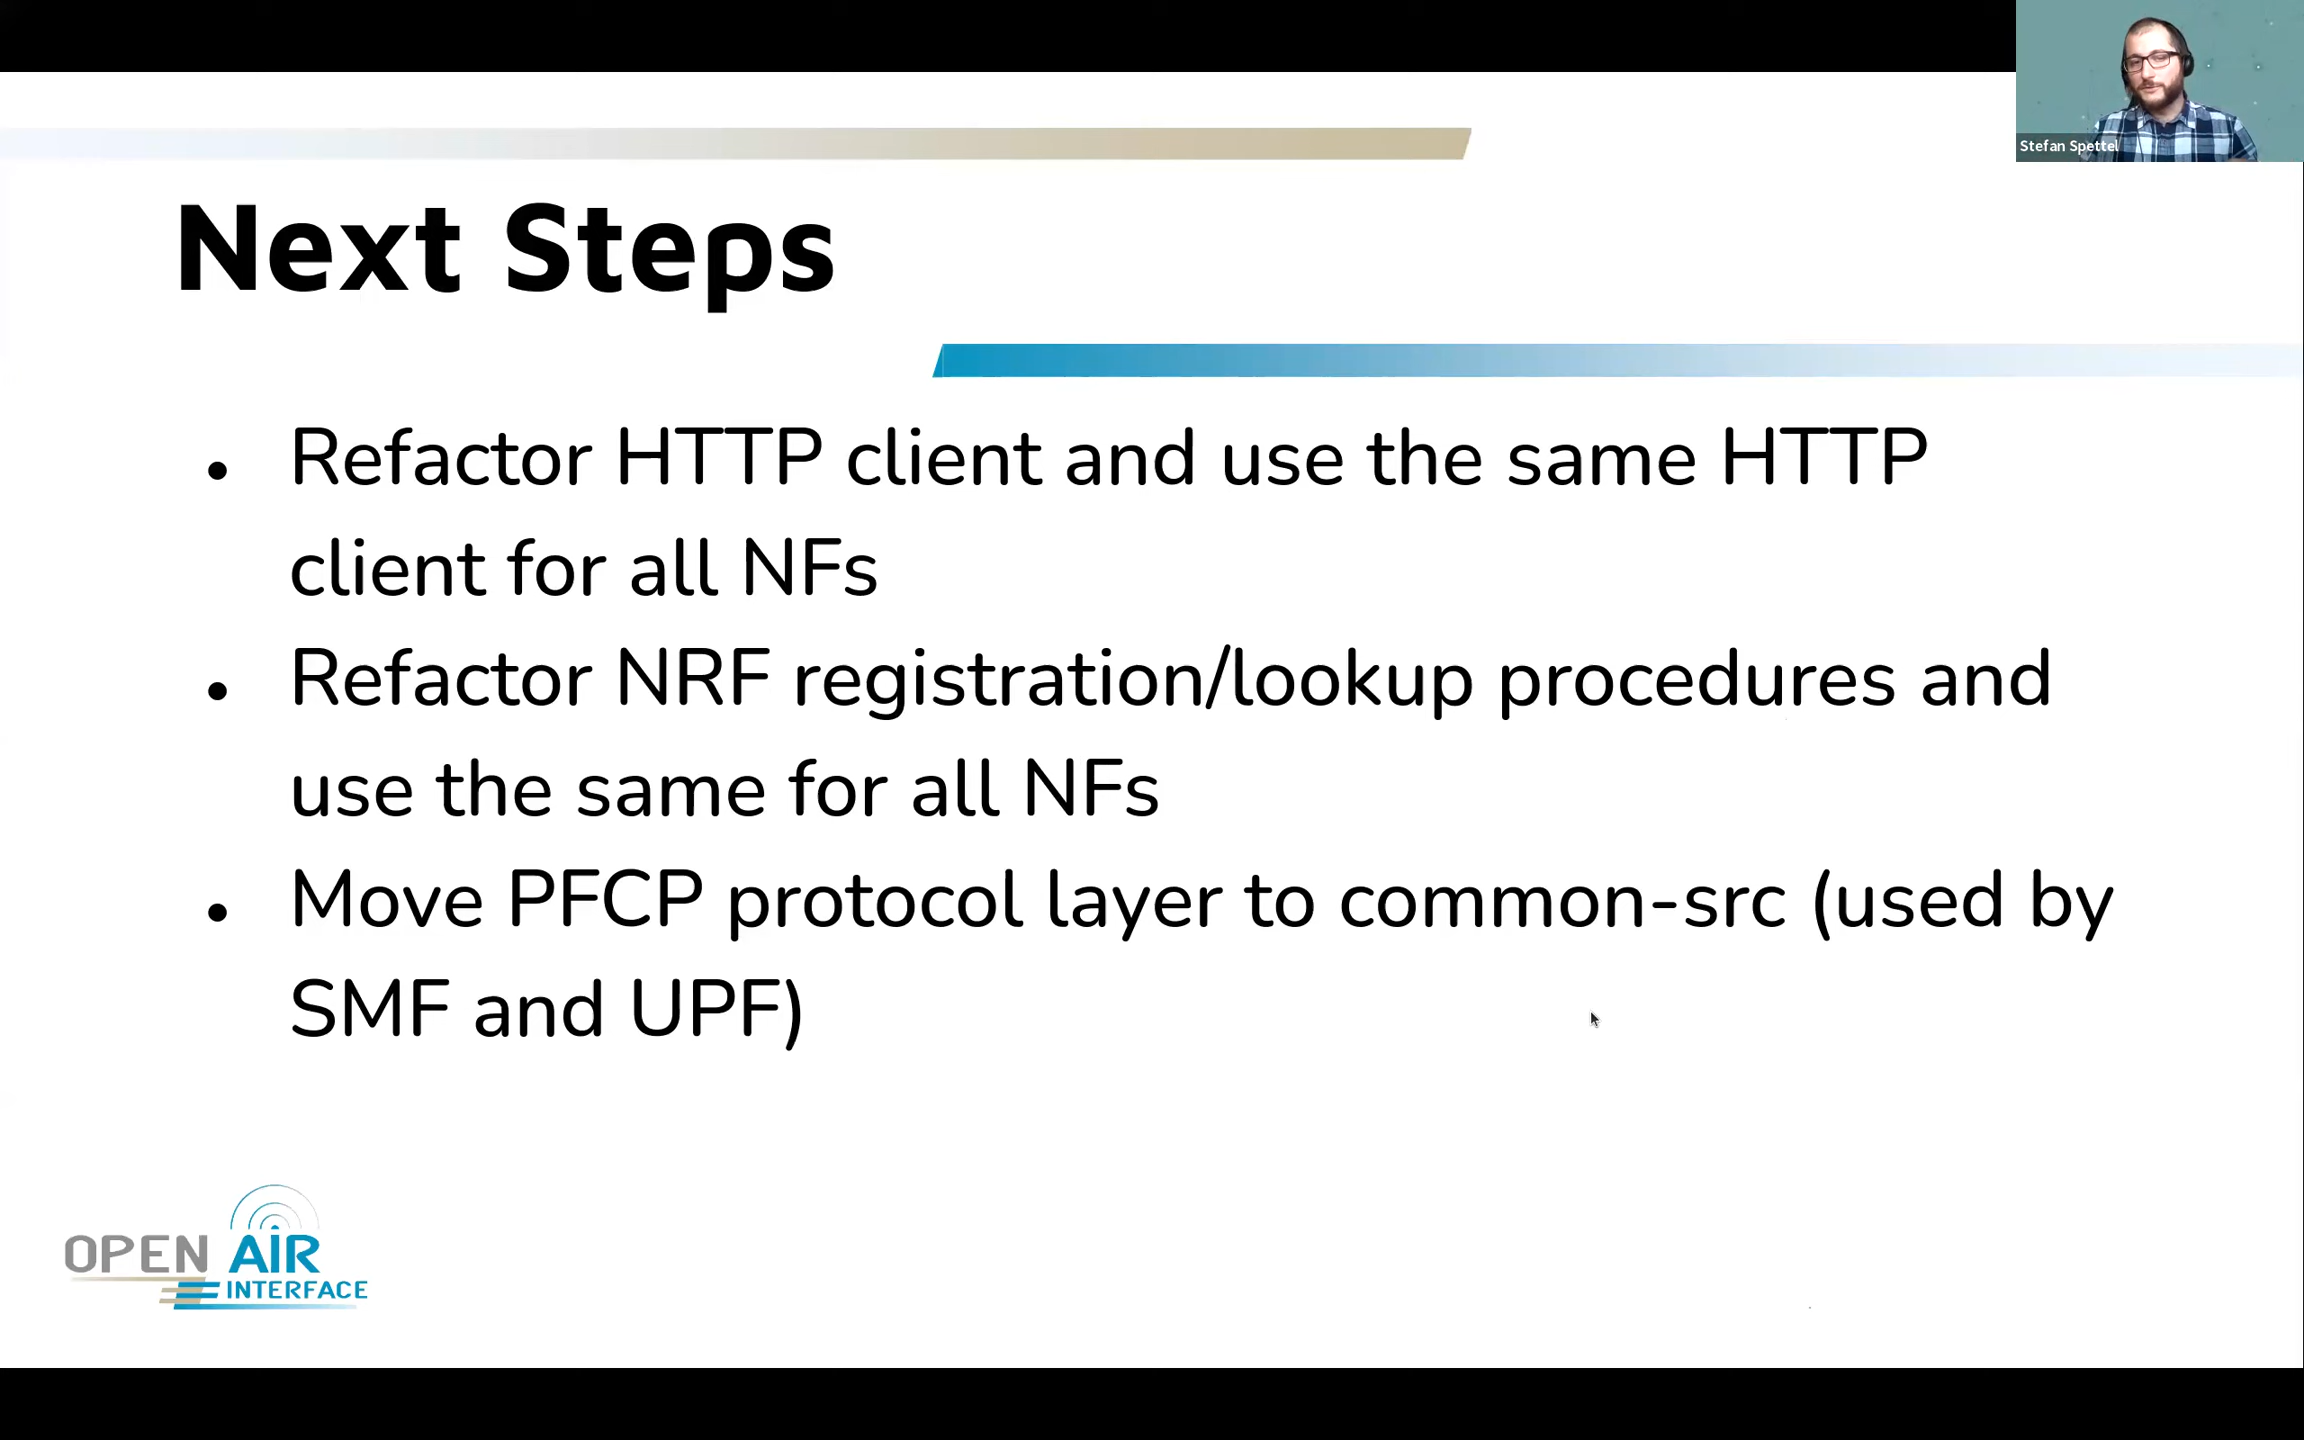 Stefan Spettel
Next Steps
• Refactor HTTP client and use the same HTTP
client for all NFs
• Refactor NRF registration/lookup procedures and
use the same for all NFs
• Move PFCP protocol layer to common-src (used by
SMF and UPF)
OPEN AIR
INTERFACE